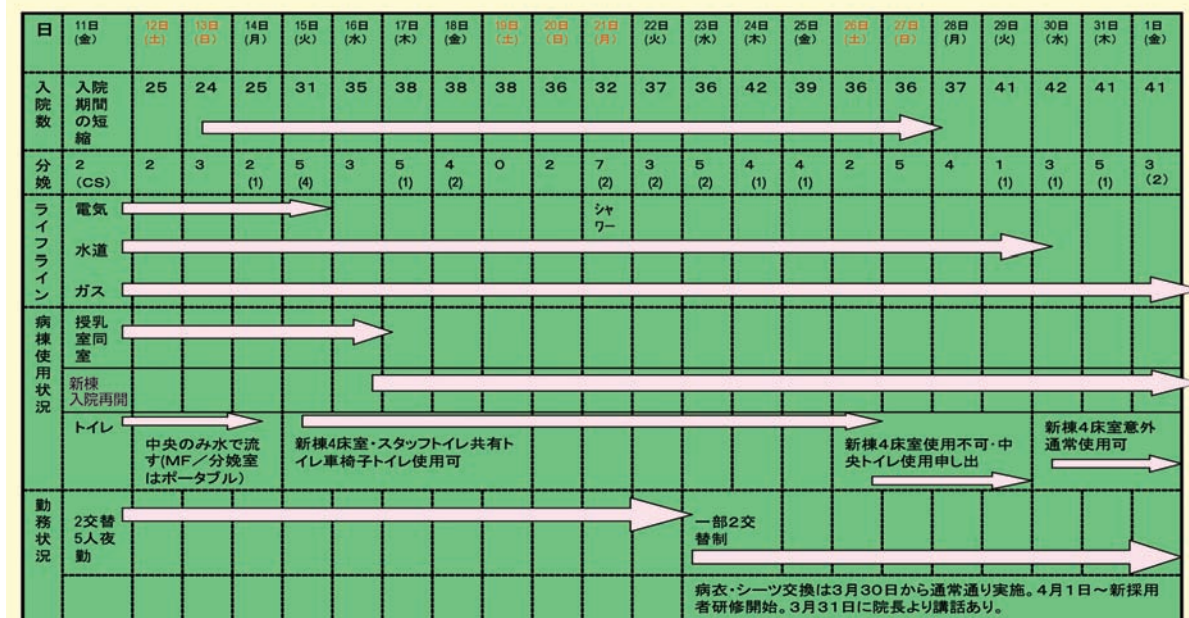 日 11日 12日 13日 14日 15日 16日 17日 18日 19日 20日 21日 22日 23日 24日 25日 26日 27日 28日 29日 30日 31日 1日
(金) (土) (日) (月) (火) (水) (木) (金) (土) (日) (月) (火) (水) (木) (金) (土) (日) (月) (火) (水) (木) (金)
入院数 入院期間の短縮 25 24 25 31 35 38 38 38 36 32 37 36 42 39 36 36 37 41 42 41 41
分娩 2 2 3 2 5 3 5 4 0 2 7 3 5 4 4 2 5 4 1 3 5 3
(CS) (1) (4) (1) (2) (2) (2) (2) (1) (1) (1) (1) (1) (2)
ライフライン
電気
シャ
ワー
水道
ガス
病棟使用状況
授乳
室同
室
新棟
入院再開
トイレ
中央のみ水で流
す(MF/分娩室
はポータブル)
新棟4床室・スタッフトイレ共有ト
イレ車椅子トイレ使用可
新棟4床室使用不可・中
央トイレ使用申し出
新棟4床室意外
通常使用可
勤務状況
2交替
5人夜
勤
一部2交
替制
病衣・シーツ交換は3月30日から通常通り実施。4月1日~新採用
者研修開始。3月31日に院長より講話あり。